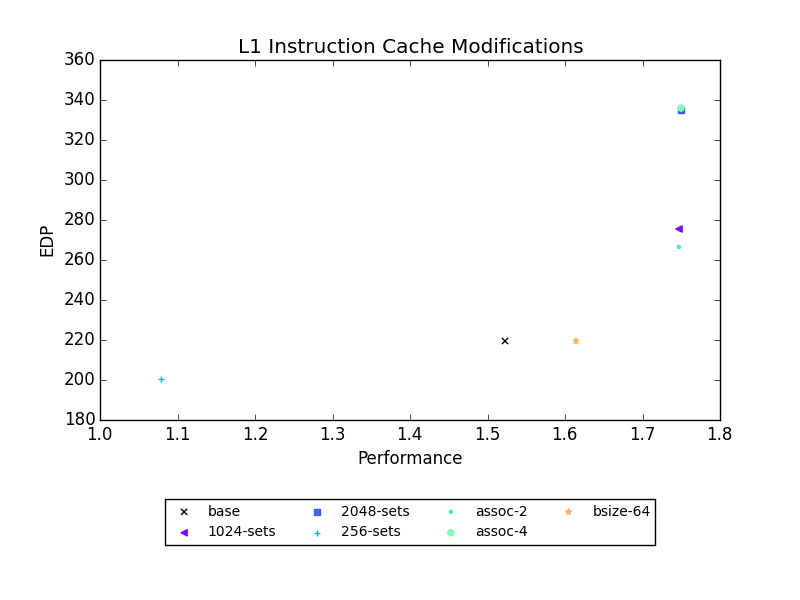 L1 Instruction Cache Modifications
360
340
320
300
280
260
240
220
200
180
EDP
1.0 1.1 1.2 1.3 1.4 1.5 1.6 1.7 1.8
Performance
base 2048-sets assoc-2 bsize-64
1024-sets 256-sets assoc-4